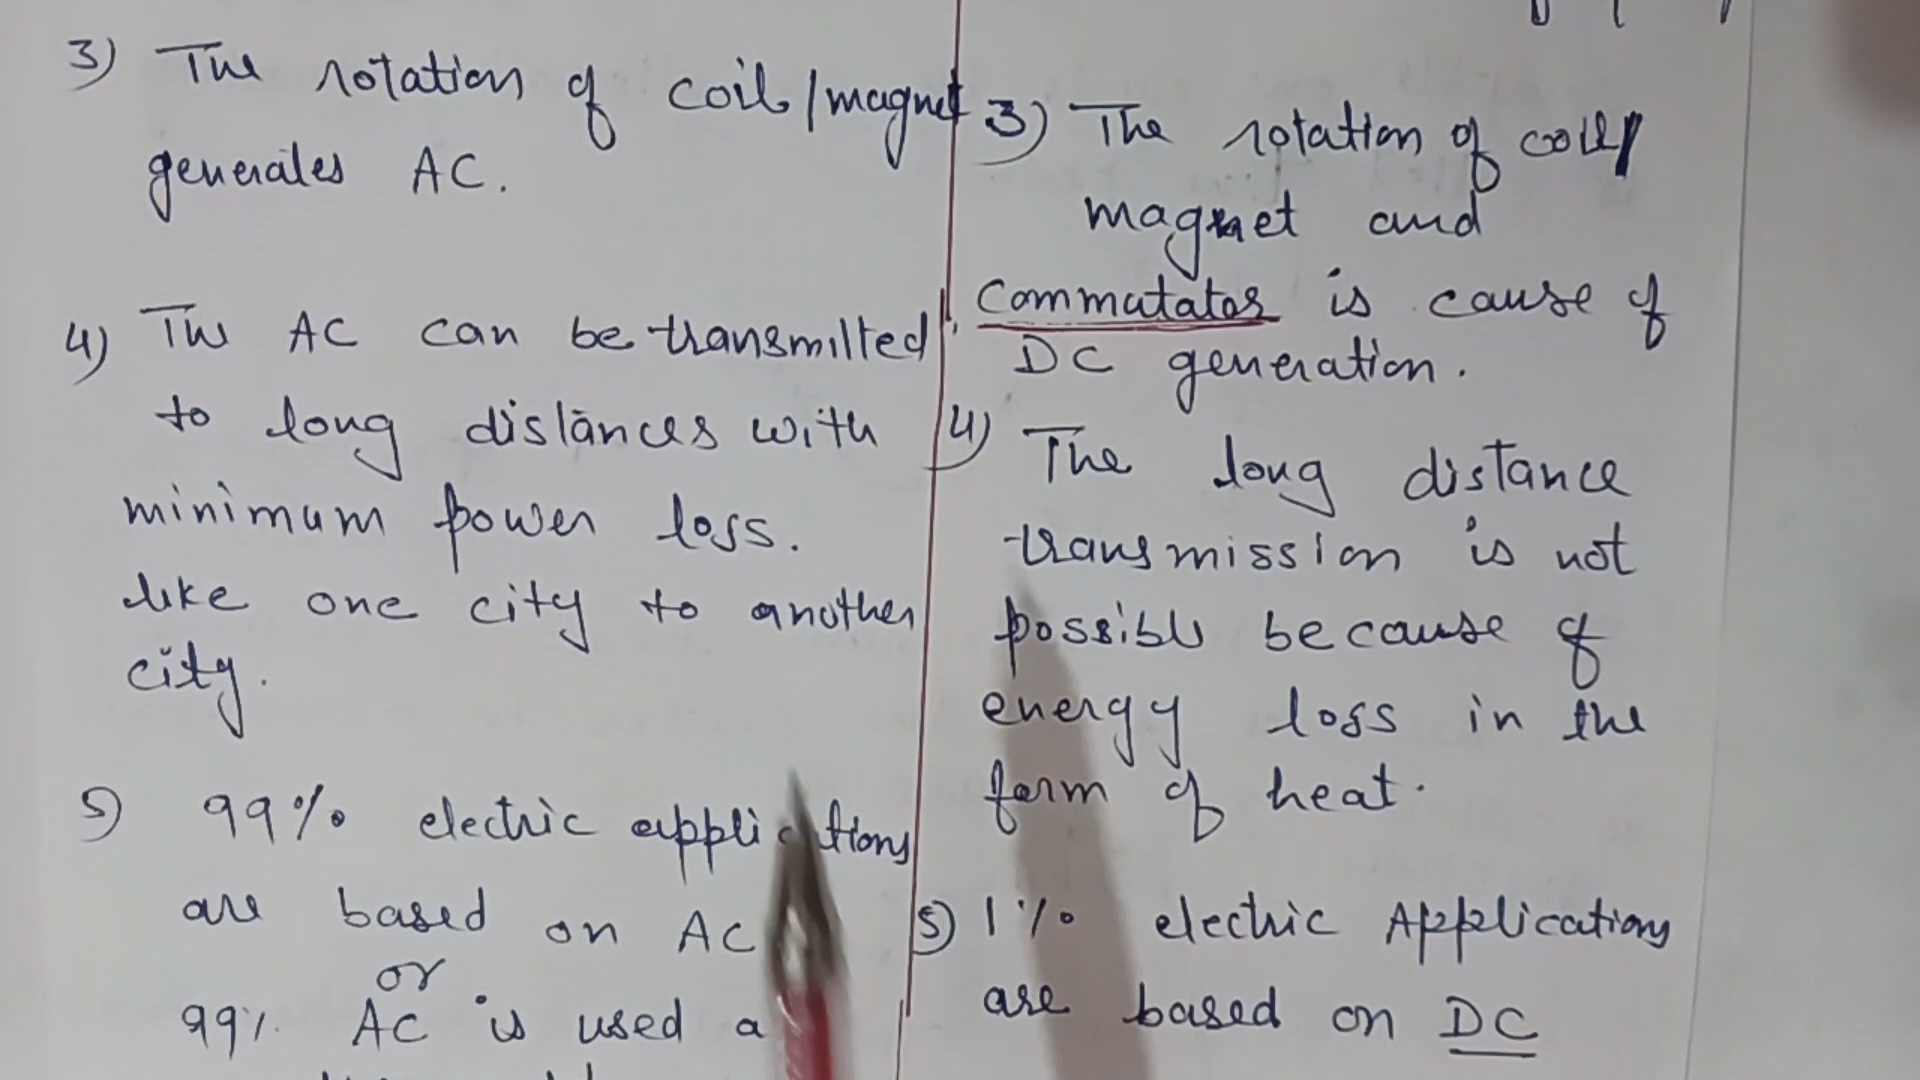 3) The rotation of coil/magnet
generates AC.
4) The AC can be transmitted
to long distances with
minimum power loss.
like one city to another
city.
5) 99% electric applications
are based on AC
or
99% AC is used a
3) The rotation of coil/
magnet and
Commutator is cause of
DC generation.
4) The long distance
transmission is not
possible because of
energy loss in the
form of heat.
5) 1% electric Applications
are based on DC